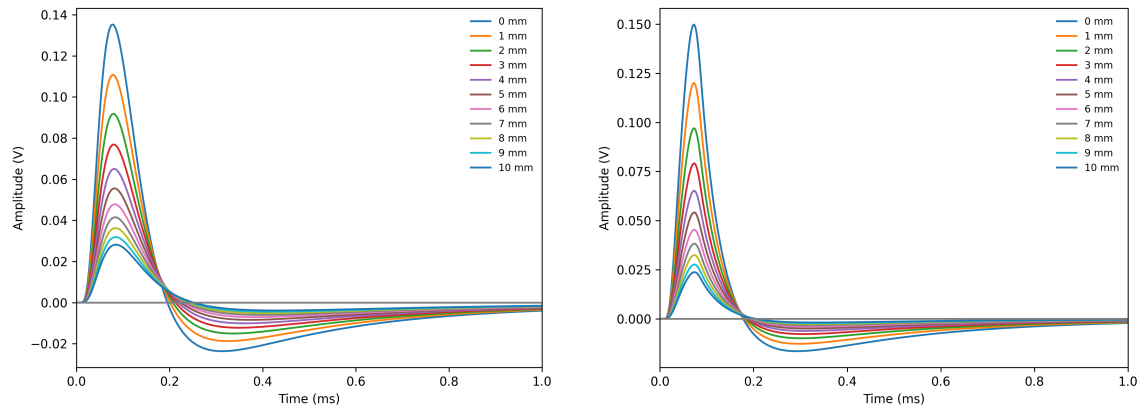 0.14
0.12
0.10
0.08
0.06
0.04
0.02
0.00
−0.02
Amplitude (V)
0.0 0.2 0.4 0.6 0.8 1.0
Time (ms)
0 mm
1 mm
2 mm
3 mm
4 mm
5 mm
6 mm
7 mm
8 mm
9 mm
10 mm
0.150
0.125
0.100
0.075
0.050
0.025
0.000
Amplitude (V)
0.0 0.2 0.4 0.6 0.8 1.0
Time (ms)
0 mm
1 mm
2 mm
3 mm
4 mm
5 mm
6 mm
7 mm
8 mm
9 mm
10 mm